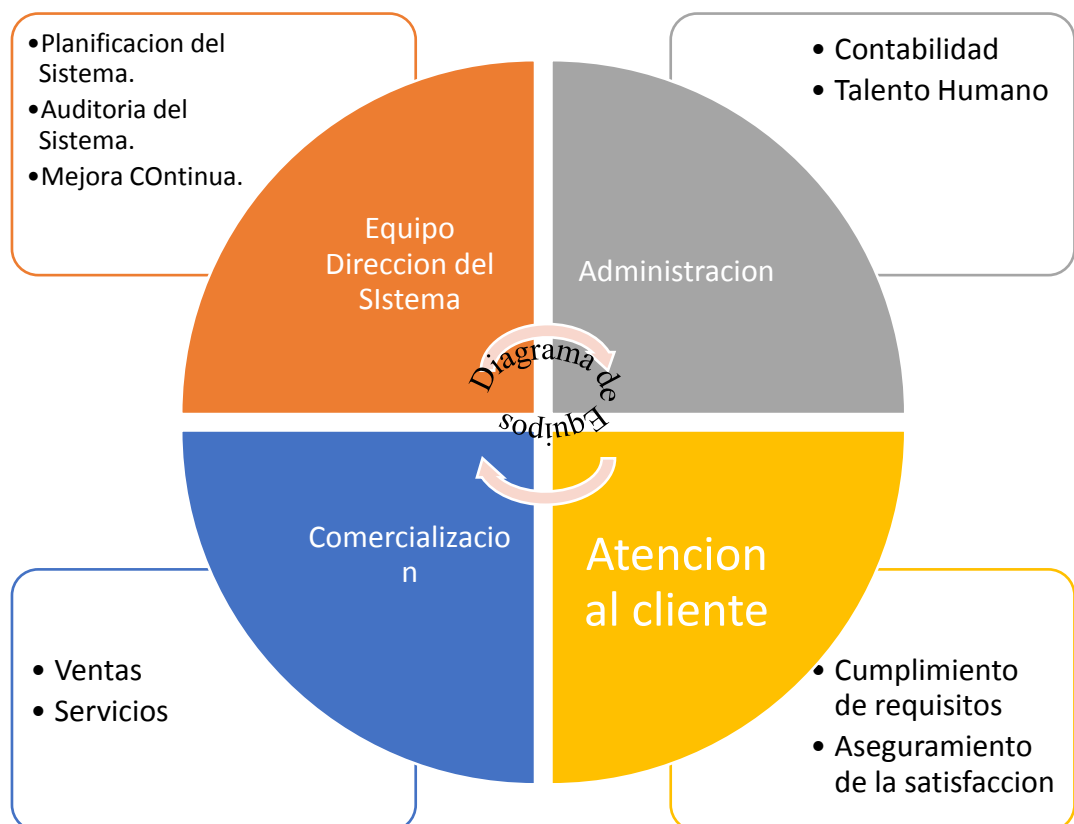 •Planificacion del
Sistema.
•Auditoria del
Sistema.
•Mejora COntinua.
• Contabilidad
• Talento Humano
Equipo
Direccion del
SIstema
Administracion
Diagrama de
Equipos
Comercializacio
n
Atencion
al cliente
• Ventas
• Servicios
• Cumplimiento
de requisitos
• Aseguramiento
de la satisfaccion